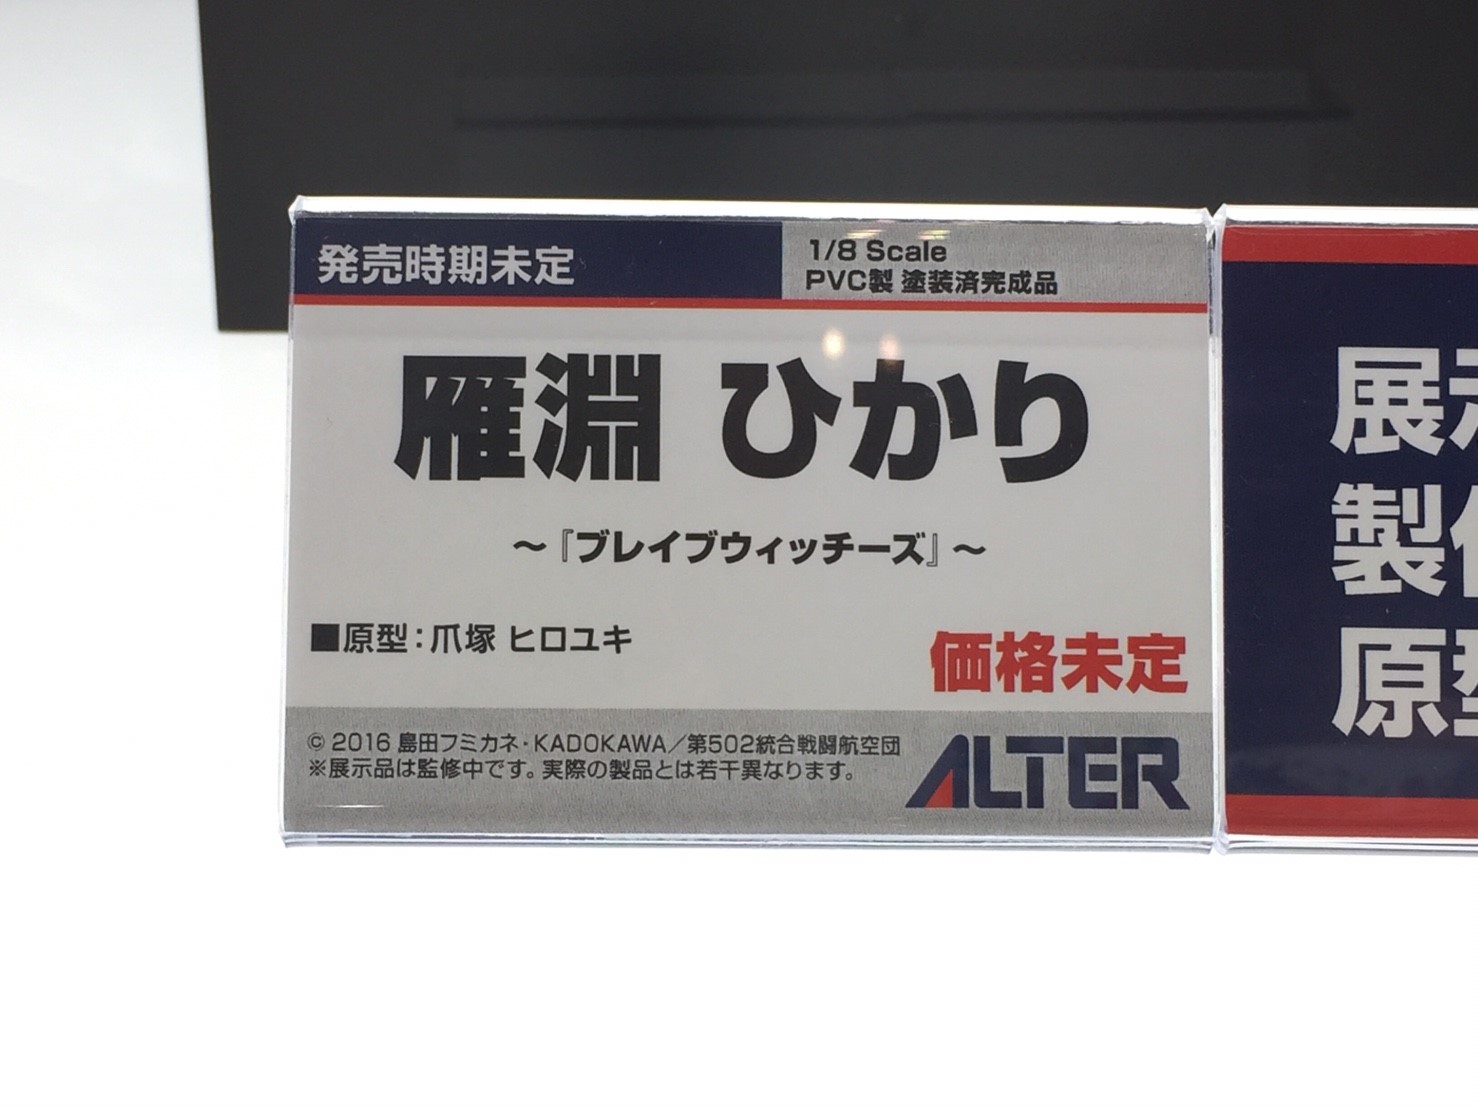 発売時期未定
1/8 Scale
PVC製 塗装済完成品
雁淵 ひかり
～『ブレイブウィッチーズ』～
■原型：爪塚 ヒロユキ
価格未定
© 2016 島田フミカネ・KADOKAWA／第502統合戦闘航空団
※展示品は監修中です。実際の製品とは若干異なります。
ALTER
展示
製
原型